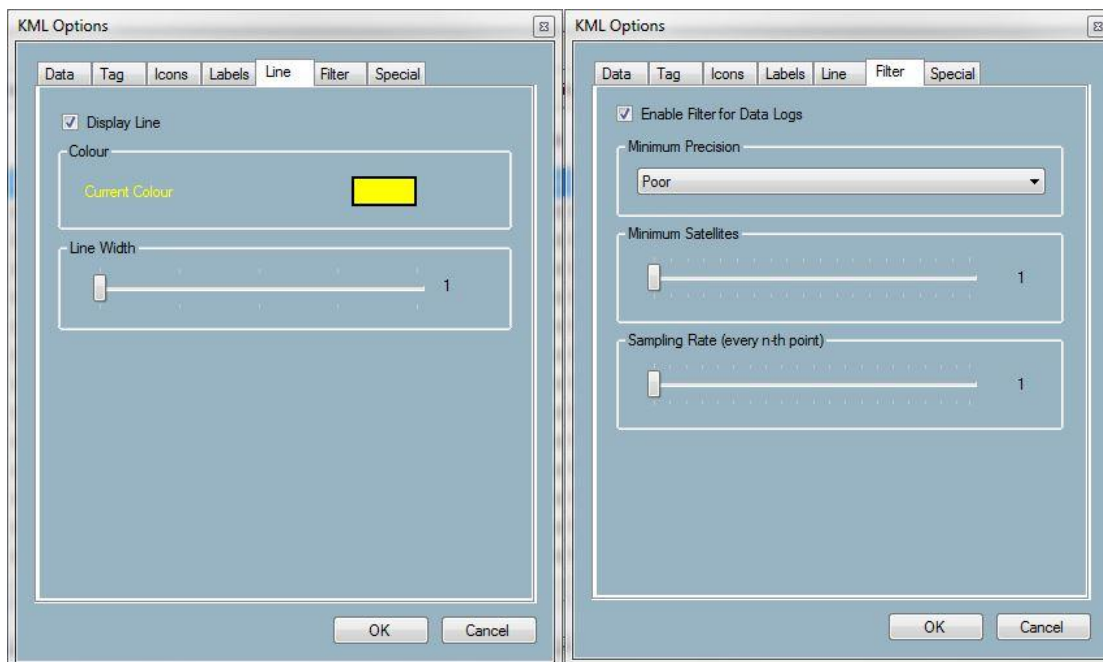 KML Options
Data Tag Icons Labels Line Filter Special
Display Line
Colour
Current Colour
Line Width
1
OK Cancel
KML Options
Data Tag Icons Labels Line Filter Special
Enable Filter for Data Logs
Minimum Precision
Poor
Minimum Satellites
1
Sampling Rate (every n-th point)
1
OK Cancel